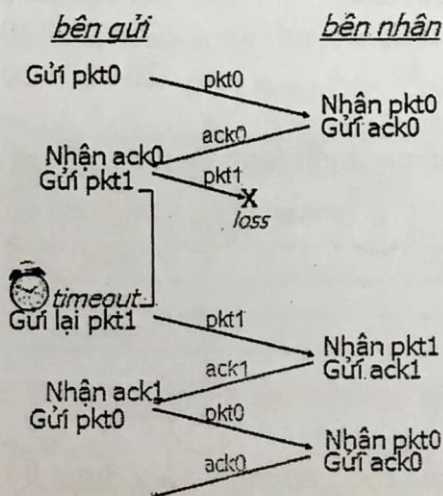 bên gửi
bên nhận
Gửi pkt0
pkt0
Nhận pkt0
Gửi ack0
ack0
Nhận ack0
Gửi pkt1
pkt1
X
loss
timeout
Gửi lại pkt1
pkt1
Nhận pkt1
Gửi ack1
ack1
Nhận ack1
Gửi pkt0
pkt0
Nhận pkt0
Gửi ack0
ack0